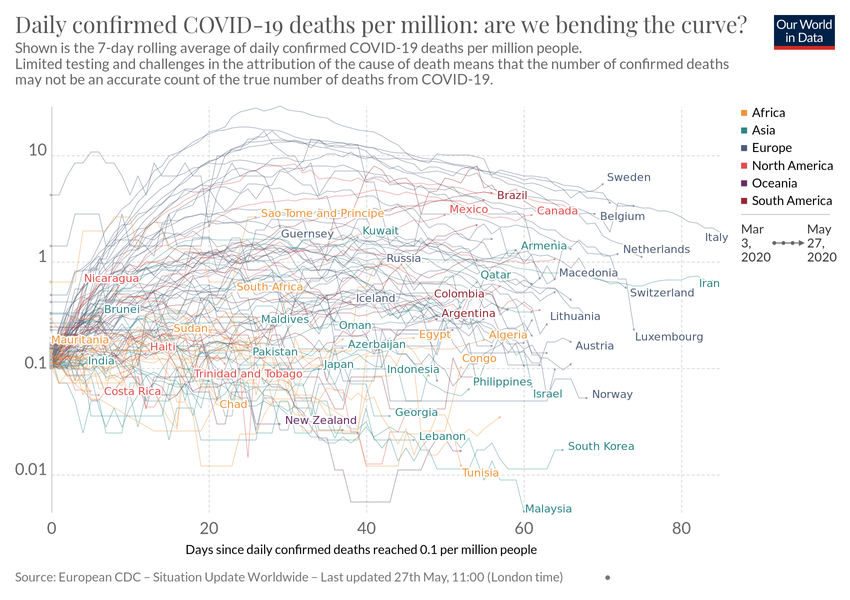 Daily confirmed COVID-19 deaths per million: are we bending the curve?
Our World
in Data
Shown is the 7-day rolling average of daily confirmed COVID-19 deaths per million people.
Limited testing and challenges in the attribution of the cause of death means that the number of confirmed deaths
may not be an accurate count of the true number of deaths from COVID-19.
10
1
0.1
0.01
Sweden
Brazil
Sao Tome and Principe
Mexico
Canada
Belgium
Guernsey
Kuwait
Italy
Armenia
Netherlands
Russia
Nicaragua
Qatar
Macedonia
Iran
South Africa
Switzerland
Iceland
Colombia
Brunei
Argentina
Lithuania
Maldives
Sudan
Oman
Egypt
Algeria
Luxembourg
Mauritania
Haiti
Azerbaijan
Austria
Pakistan
India
Congo
Japan
Indonesia
Trinidad and Tobago
Philippines
Costa Rica
Israel
Norway
Chad
Georgia
New Zealand
Lebanon
South Korea
Tunisia
Malaysia
0
20
40
60
80
Days since daily confirmed deaths reached 0.1 per million people
Africa
Asia
Europe
North America
Oceania
South America
Mar
3,
2020
May
27,
2020
Source: European CDC – Situation Update Worldwide – Last updated 27th May, 11:00 (London time)